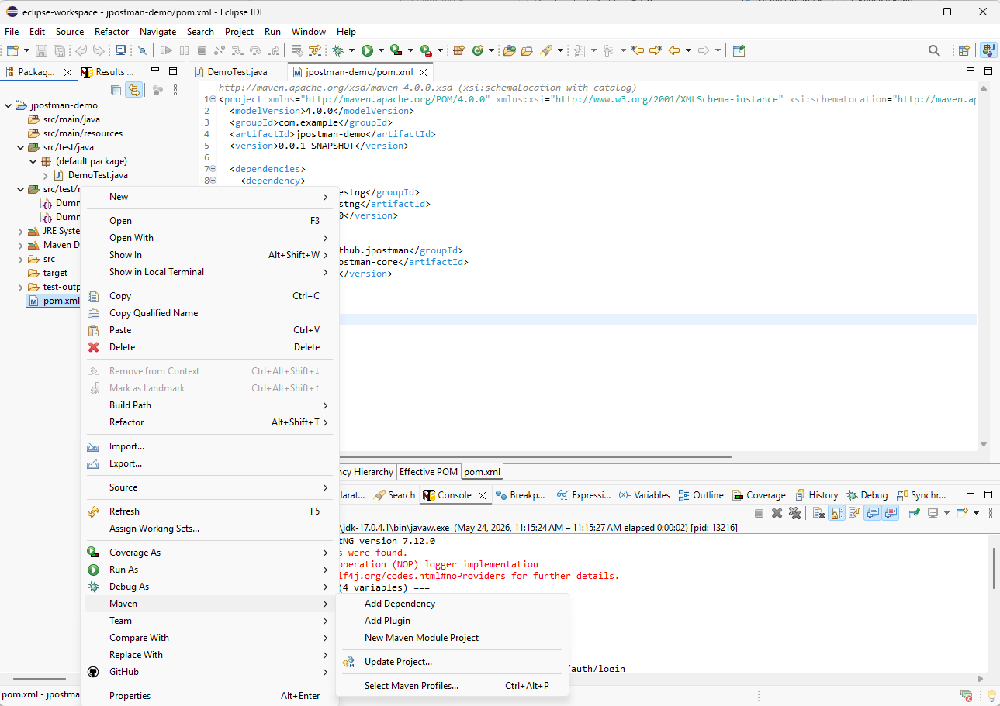 eclipse-workspace - jpostman-demo/pom.xml - Eclipse IDE
File Edit Source Refactor Navigate Search Project Run Window Help
Packag... Results ...
jpostman-demo
src/main/java
src/main/resources
src/test/java
(default package)
DemoTest.java
src/test/r
Dumm
Dumm
JRE Syste
Maven D
src
target
test-outp
pom.xml
DemoTest.java jpostman-demo/pom.xml
http://maven.apache.org/xsd/maven-4.0.0.xsd (xsi:schemaLocation with catalog)
1 <project xmlns="http://maven.apache.org/POM/4.0.0" xmlns:xsi="http://www.w3.org/2001/XMLSchema-instance" xsi:schemaLocation="http://maven.ap
2 <modelVersion>4.0.0</modelVersion>
3 <groupId>com.example</groupId>
4 <artifactId>jpostman-demo</artifactId>
5 <version>0.0.1-SNAPSHOT</version>
6
7 <dependencies>
8 <dependency>
estng</groupId>
stng</artifactId>
0</version>
thub.jpostman</groupId>
ostman-core</artifactId>
</version>
New
Open F3
Open With
Show In Alt+Shift+W
Show in Local Terminal
Copy Ctrl+C
Copy Qualified Name
Paste Ctrl+V
Delete Delete
Remove from Context Ctrl+Alt+Shift+↓
Mark as Landmark Ctrl+Alt+Shift+↑
Build Path
Refactor Alt+Shift+T
Import...
Export...
Source
Refresh F5
Assign Working Sets...
Coverage As
Run As
Debug As
Maven
Team
Compare With
Replace With
GitHub
Properties Alt+Enter
Add Dependency
Add Plugin
New Maven Module Project
Update Project...
Select Maven Profiles... Ctrl+Alt+P
ncy Hierarchy Effective POM pom.xml
larat... Search Console Breakp... Expressi... Variables Outline Coverage History Debug Synchr...
\jdk-17.0.4.1\bin\javaw.exe (May 24, 2026, 11:15:24 AM – 11:15:27 AM elapsed 0:00:02) [pid: 13216]
tNG version 7.12.0
s were found.
operation (NOP) logger implementation
lf4j.org/codes.html#noProviders for further details.
(4 variables) ===
/auth/login
pom.xml - jpostma